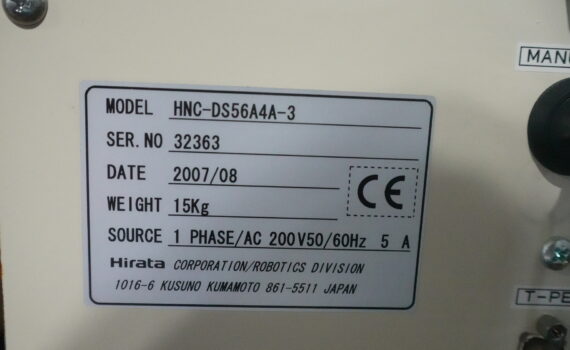 MANU
MODEL HNC-DS56A4A-3
SER.NO 32363
DATE 2007/08
WEIGHT 15Kg
CE
SOURCE 1 PHASE/AC 200V50/60Hz 5 A
Hirata CORPORATION/ROBOTICS DIVISION
1016-6 KUSUNO KUMAMOTO 861-5511 JAPAN
T-PE